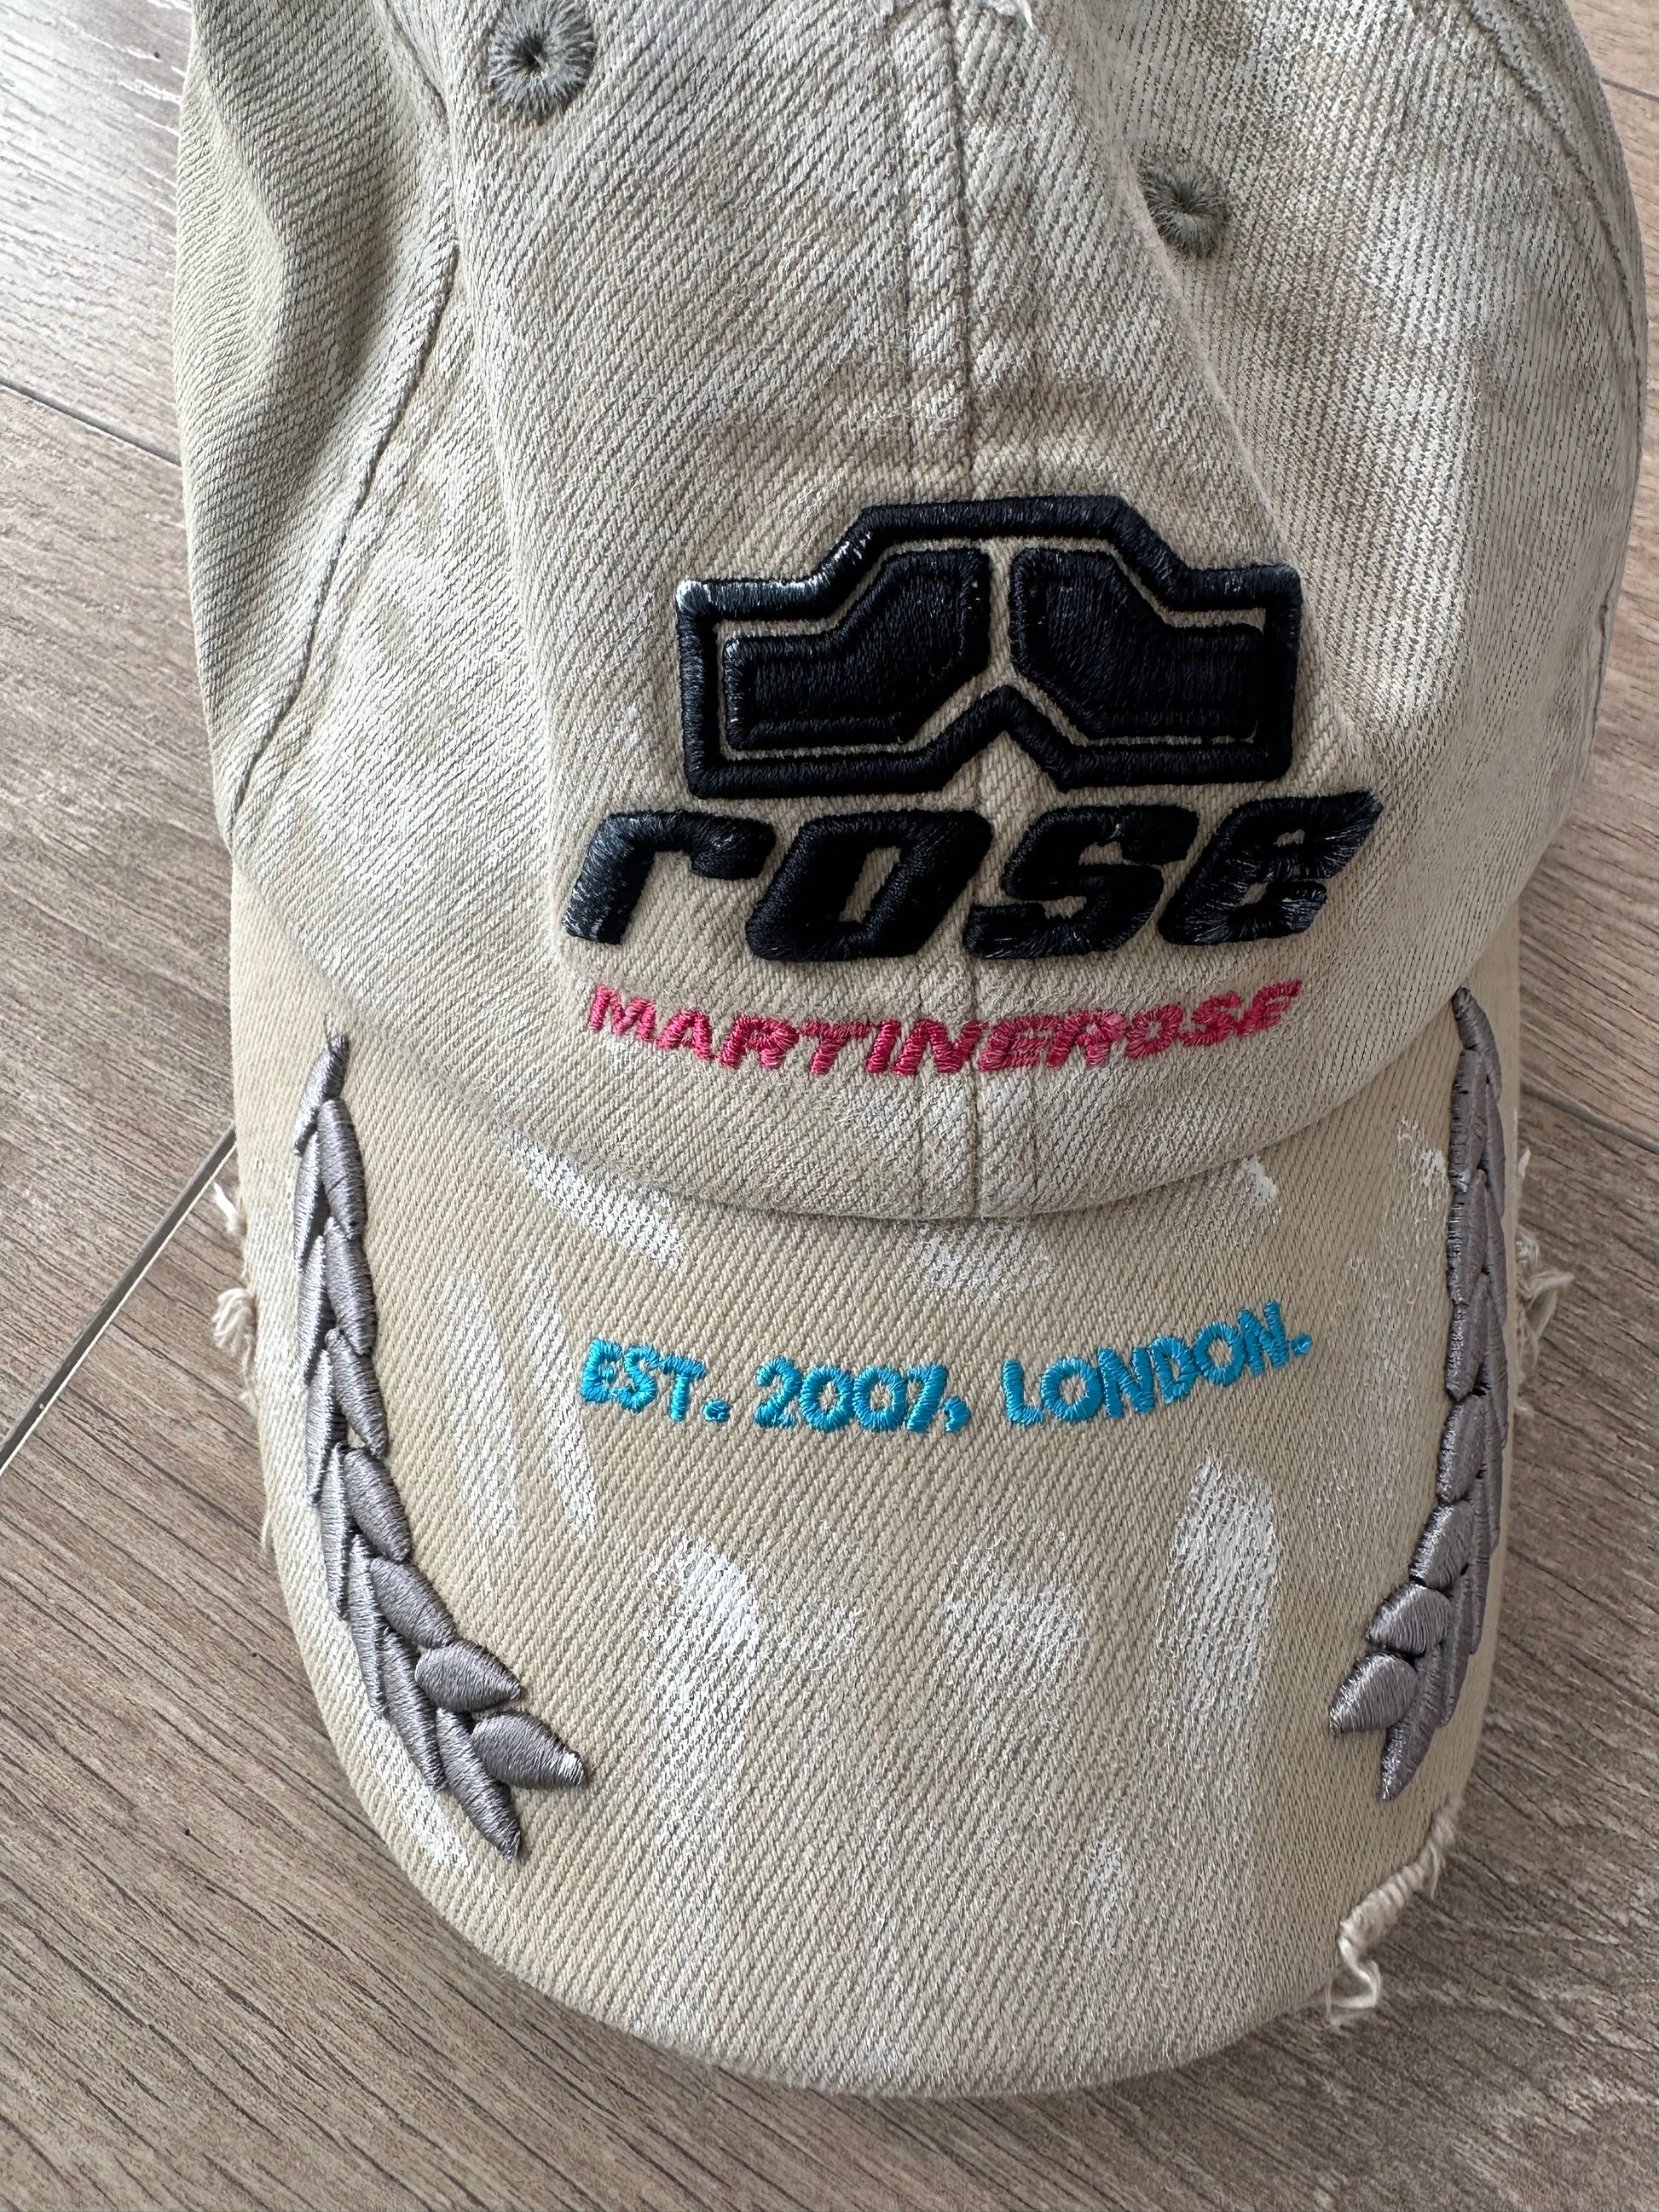 rose
MARTINEROSE
EST. 2007, LONDON.